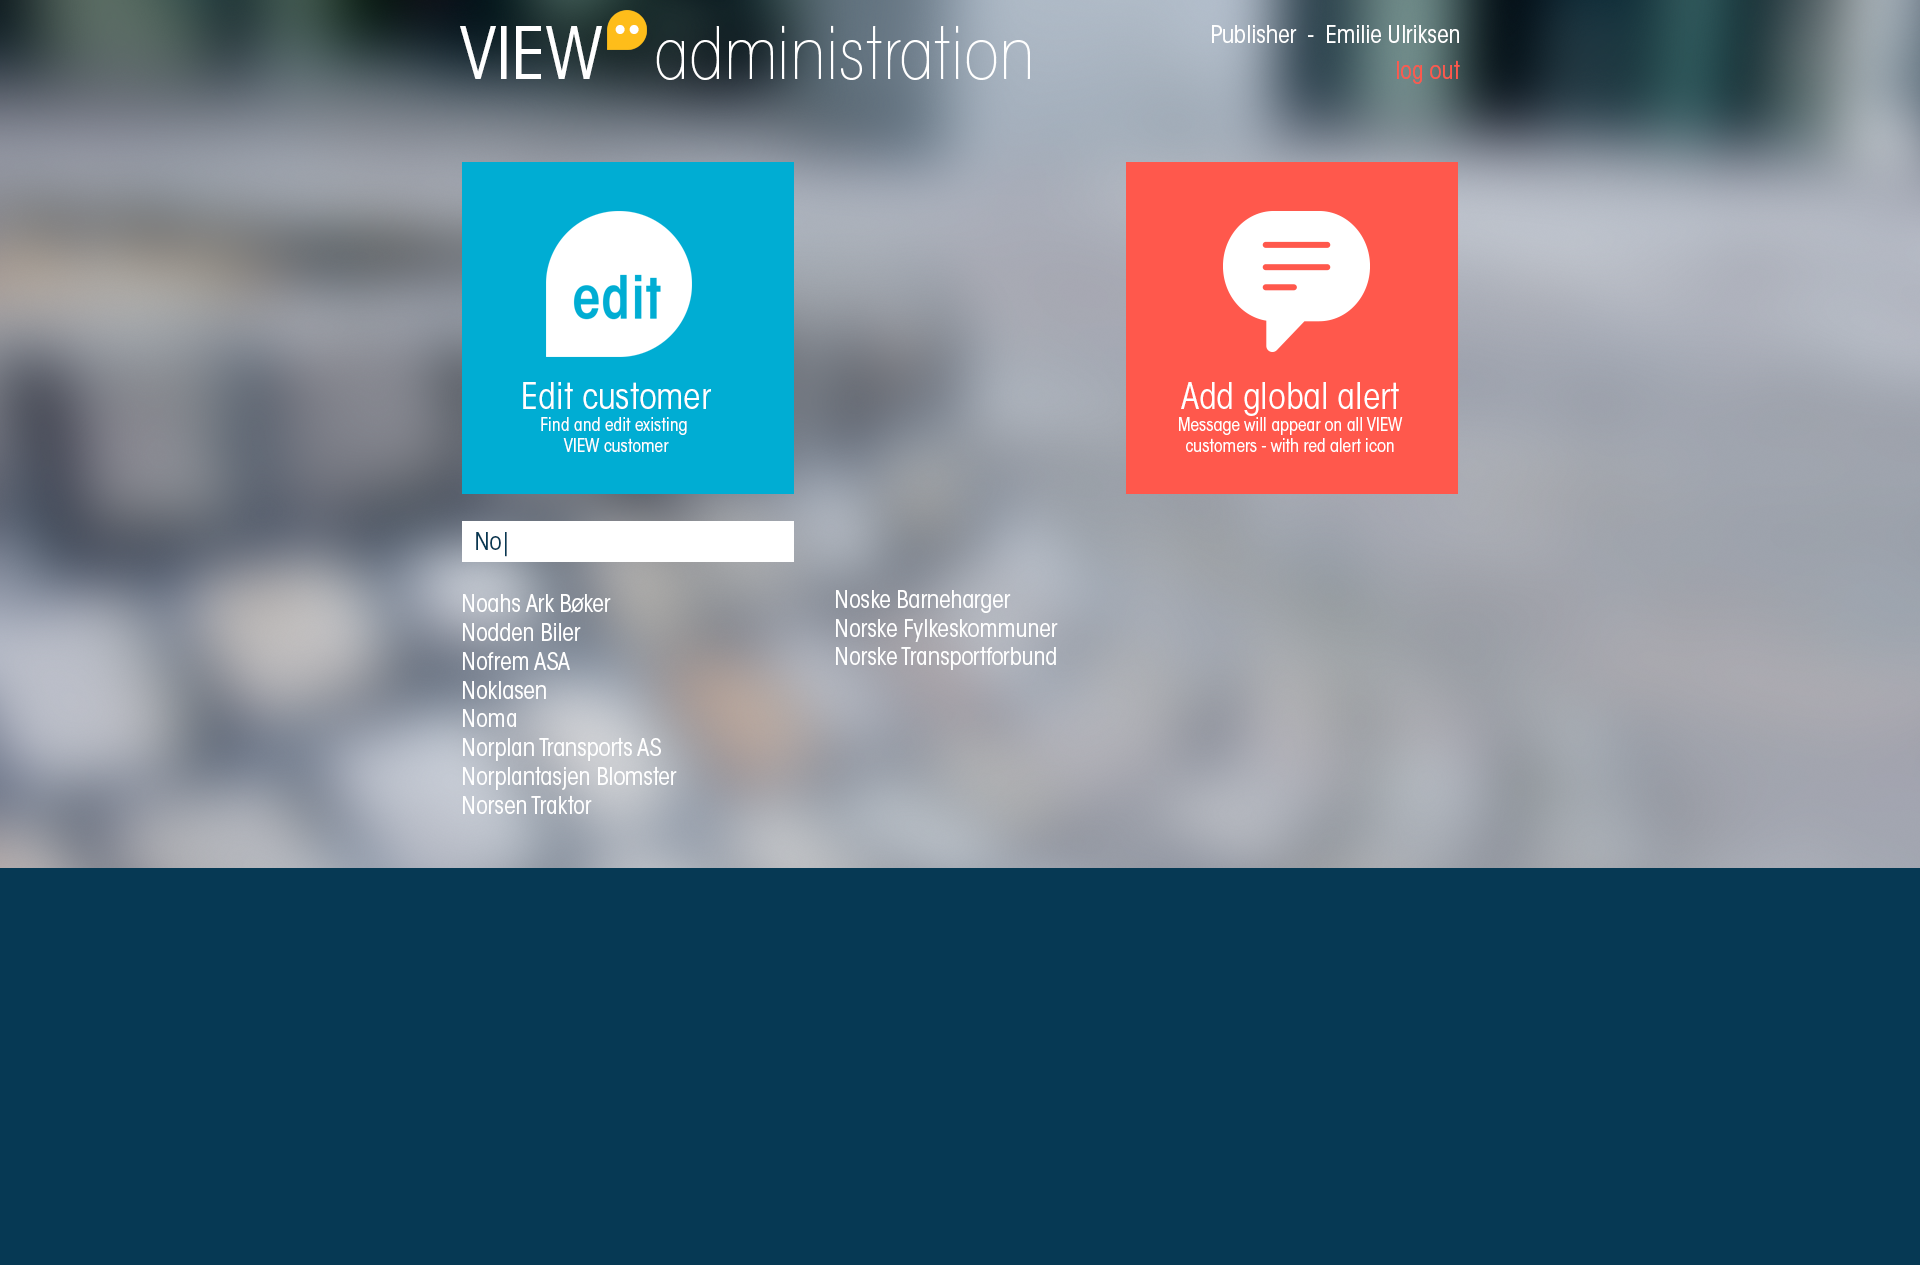 VIEW administration
Publisher - Emilie Ulriksen
log out
edit
Edit customer
Find and edit existing
VIEW customer
Add global alert
Message will appear on all VIEW
customers - with red alert icon
No|
Noahs Ark Bøker
Nodden Biler
Nofrem ASA
Noklasen
Noma
Norplan Transports AS
Norplantasjen Blomster
Norsen Traktor
Noske Barneharger
Norske Fylkeskommuner
Norske Transportforbund